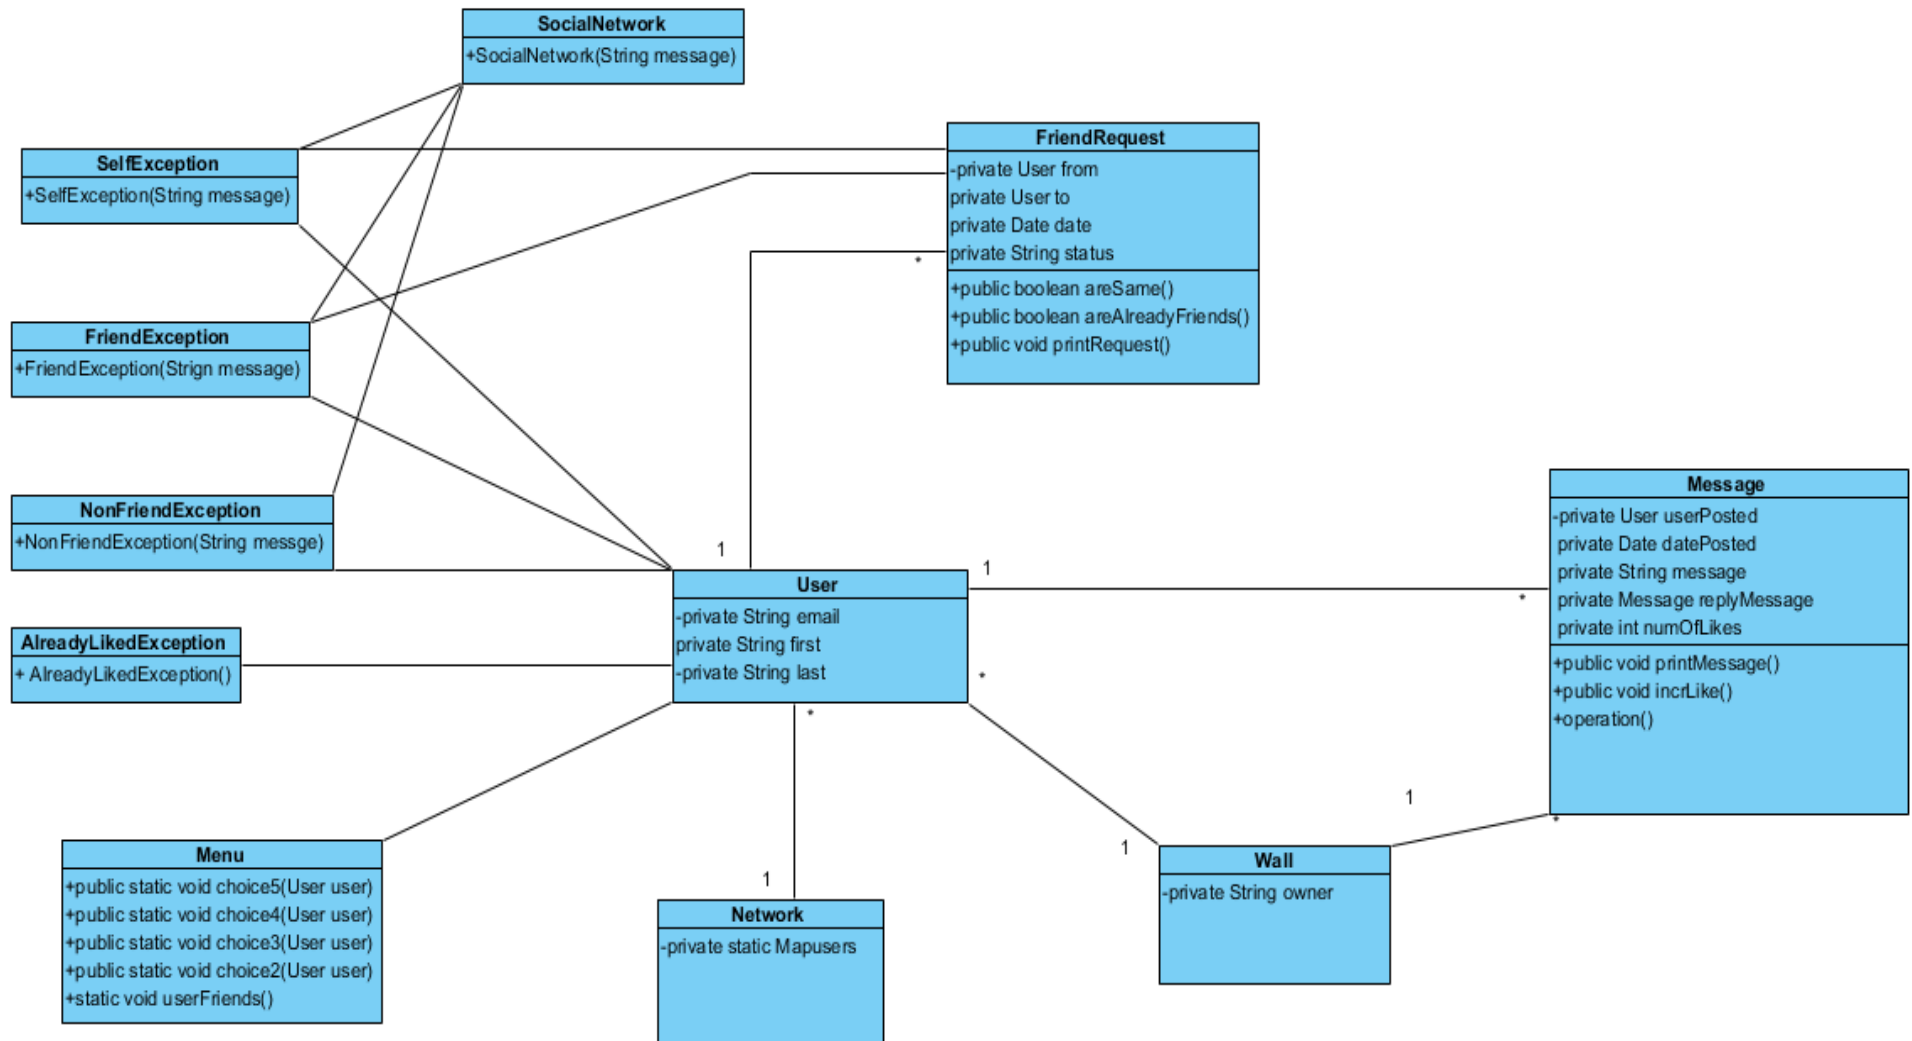 SocialNetwork
+SocialNetwork(String message)
FriendRequest
-private User from
private User to
private Date date
private String status
*
+public boolean areSame()
+public boolean areAlreadyFriends()
+public void printRequest()
SelfException
+SelfException(String message)
FriendException
+FriendException(Strign message)
NonFriendException
+NonFriendException(String messge)
AlreadyLikedException
+ AlreadyLikedException()
1
User
-private String email
private String first
-private String last
1
*
*
*
Message
-private User userPosted
private Date datePosted
private String message
private Message replyMessage
private int numOfLikes
+public void printMessage()
+public void incrLike()
+operation()
Menu
+public static void choice5(User user)
+public static void choice4(User user)
+public static void choice3(User user)
+public static void choice2(User user)
+static void userFriends()
1
Network
-private static Mapusers
1
Wall
-private String owner
1
*